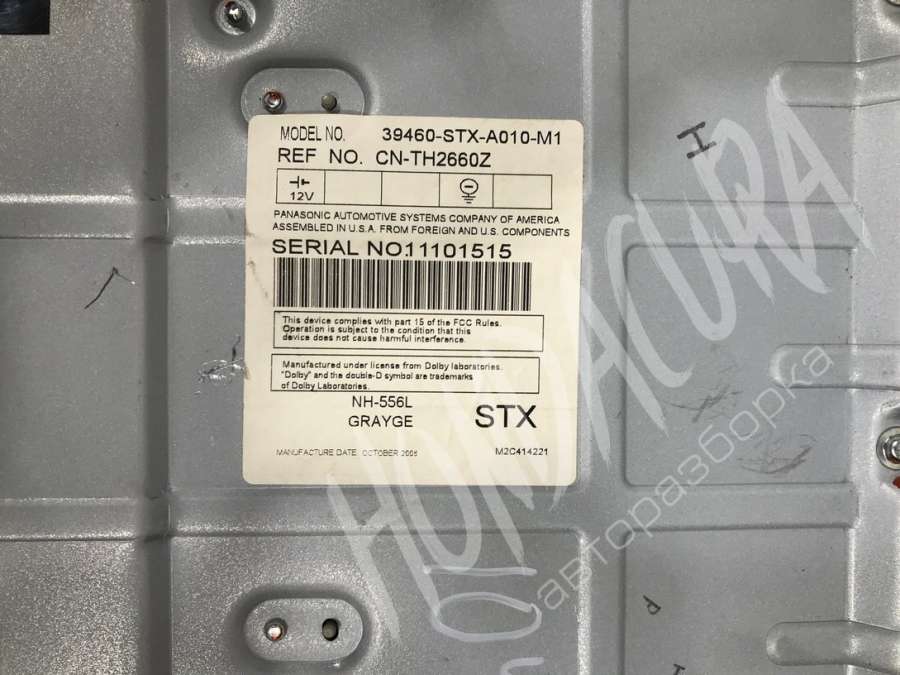 MODEL NO. 39460-STX-A010-M1
REF NO. CN-TH2660Z
12V
PANASONIC AUTOMOTIVE SYSTEMS COMPANY OF AMERICA
ASSEMBLED IN U.S.A. FROM FOREIGN AND U.S. COMPONENTS
SERIAL NO:11101515
This device complies with part 15 of the FCC Rules.
Operation is subject to the condition that this
device does not cause harmful interference.
Manufactured under license from Dolby laboratories.
"Dolby" and the double-D symbol are trademarks
of Dolby Laboratories.
NH-556L
GRAYGE
STX
MANUFACTURE DATE: OCTOBER 2006
M2C414221
HONDACURA
авторазборка